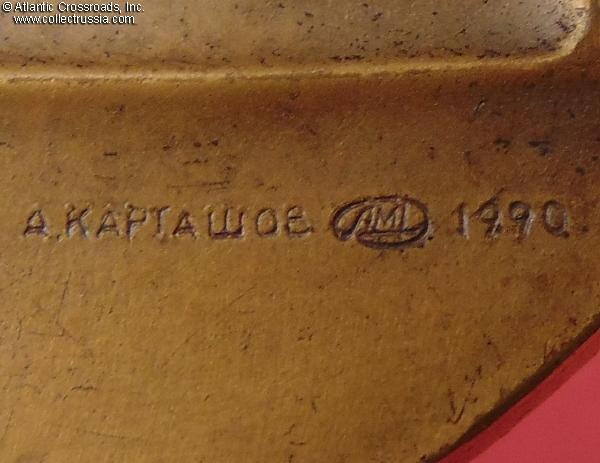 © Atlantic Crossroads, Inc.
www.collectrussia.com
А. КАРТАШОВ ЛМД 1990